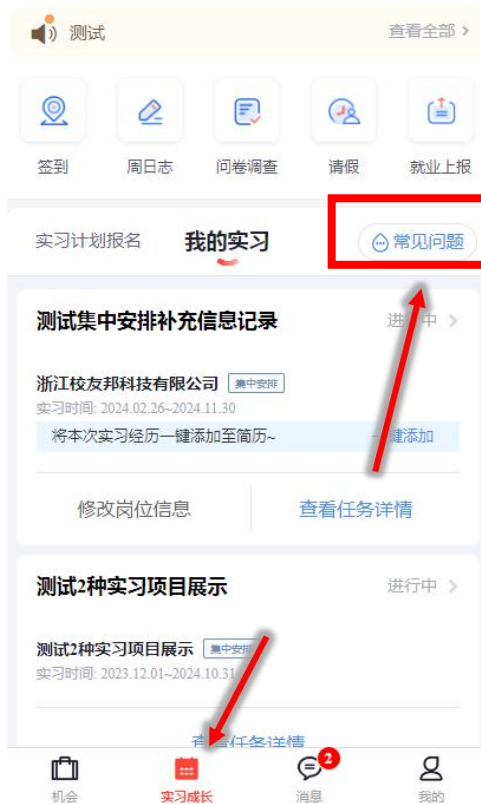 测试 查看全部 >
签到 周日志 问卷调查 请假 就业上报
实习计划报名 我的实习 常见问题
测试集中安排补充信息记录 进行中 >
浙江校友邦科技有限公司 集中安排
实习时间: 2024.02.26~2024.11.30
将本次实习经历一键添加至简历~ 一键添加
修改岗位信息 查看任务详情
测试2种实习项目展示 进行中 >
测试2种实习项目展示 集中安排
实习时间: 2023.12.01~2024.10.31
查看任务详情
2
机会 实习成长 消息 我的